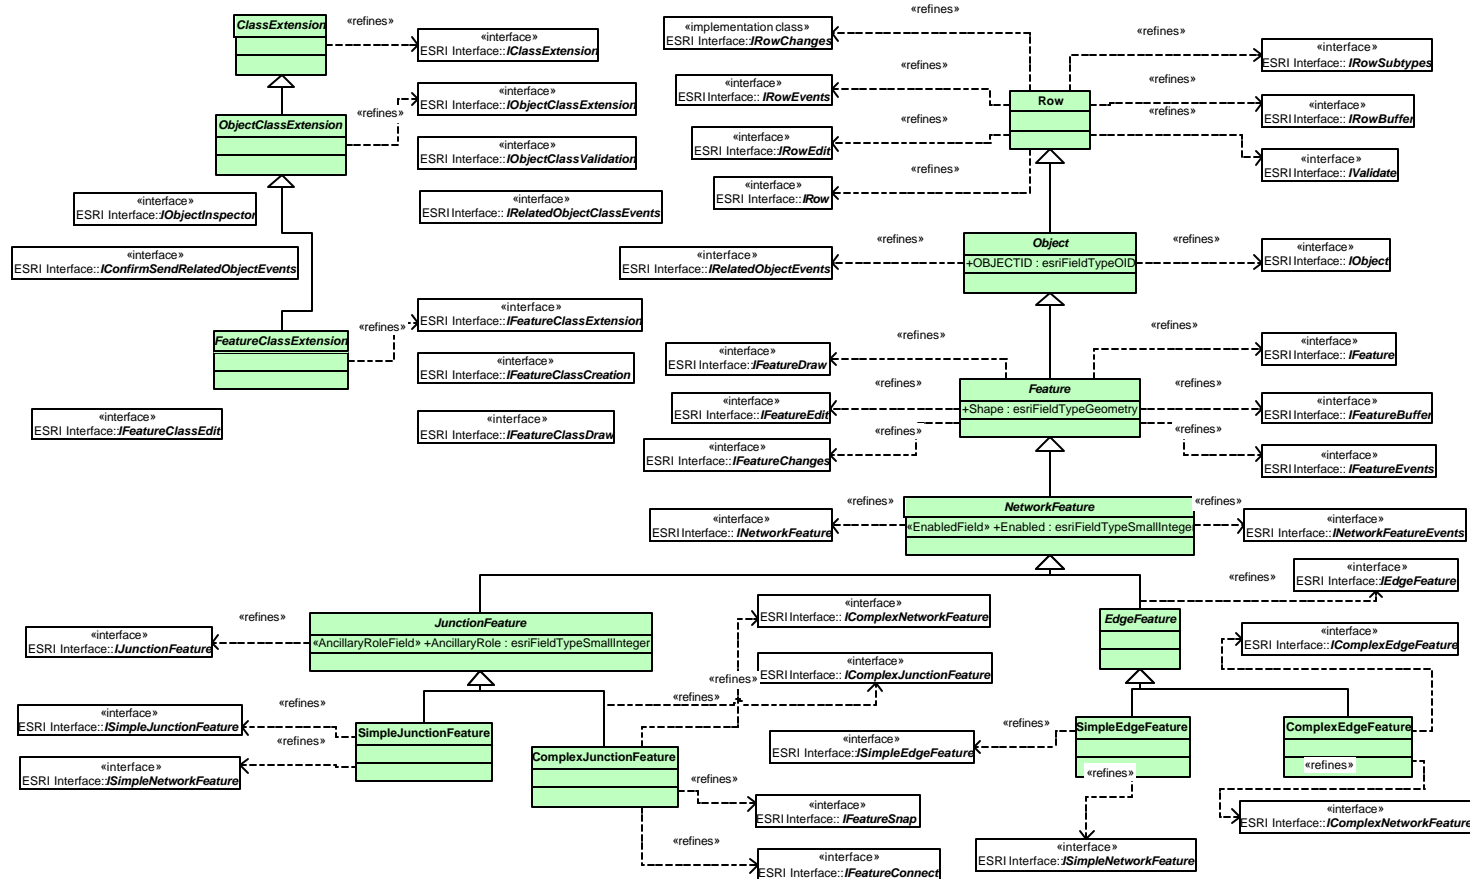 ClassExtension
«refines»
«interface»
ESRI Interface::IClassExtension
«interface»
ESRI Interface::IObjectClassExtension
ObjectClassExtension
«refines»
«interface»
ESRI Interface::IObjectClassValidation
«interface»
ESRI Interface::IObjectInspector
«interface»
ESRI Interface:: IRelatedObjectClassEvents
«interface»
ESRI Interface::IConfirmSendRelatedObjectEvents
«interface»
ESRI Interface::IFeatureClassExtension
FeatureClassExtension
«refines»
«interface»
ESRI Interface::IFeatureClassCreation
«interface»
ESRI Interface::IFeatureClassEdit
«interface»
ESRI Interface::IFeatureClassDraw
«refines»
«implementation class»
ESRI Interface::IRowChanges
«refines»
«interface»
ESRI Interface::IRowSubtypes
«refines»
«interface»
ESRI Interface:: IRowEvents
Row
«refines»
«interface»
ESRI Interface:: IRowBuffer
«refines»
«refines»
«interface»
ESRI Interface::IRowEdit
«interface»
ESRI Interface:: IValidate
«refines»
«interface»
ESRI Interface:: IRow
«refines»
«interface»
ESRI Interface:: IRelatedObjectEvents
Object
+OBJECTID : esriFieldTypeOID
«refines»
«interface»
ESRI Interface:: IObject
«refines»
«interface»
ESRI Interface::IFeatureDraw
«refines»
«interface»
ESRI Interface:: IFeature
«refines»
«interface»
ESRI Interface::IFeatureEdit
Feature
+Shape : esriFieldTypeGeometry
«refines»
«interface»
ESRI Interface:: IFeatureBuffer
«refines»
«interface»
ESRI Interface::IFeatureChanges
«refines»
«interface»
ESRI Interface:: IFeatureEvents
«refines»
«interface»
ESRI Interface:: INetworkFeature
NetworkFeature
«EnabledField» +Enabled : esriFieldTypeSmallInteger
«refines»
«interface»
ESRI Interface:: INetworkFeatureEvents
«refines»
«interface»
ESRI Interface::IEdgeFeature
«refines»
«interface»
ESRI Interface::IJunctionFeature
JunctionFeature
«AncillaryRoleField» +AncillaryRole : esriFieldTypeSmallInteger
«interface»
ESRI Interface:: IComplexNetworkFeature
EdgeFeature
«interface»
ESRI Interface:: IComplexEdgeFeature
«refines»
«interface»
ESRI Interface:: IComplexJunctionFeature
«refines»
«refines»
«interface»
ESRI Interface::ISimpleJunctionFeature
SimpleJunctionFeature
«refines»
«interface»
ESRI Interface::ISimpleNetworkFeature
ComplexJunctionFeature
«refines»
«interface»
ESRI Interface::ISimpleEdgeFeature
SimpleEdgeFeature
«refines»
ComplexEdgeFeature
«refines»
«refines»
«interface»
ESRI Interface:: IFeatureSnap
«interface»
ESRI Interface::IComplexNetworkFeature
«refines»
«interface»
ESRI Interface:: IFeatureConnect
«interface»
ESRI Interface::ISimpleNetworkFeature